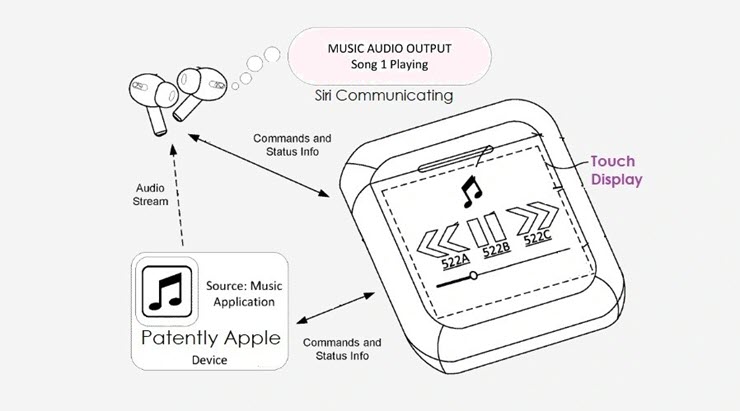 MUSIC AUDIO OUTPUT
Song 1 Playing
Siri Communicating
Commands and
Status Info
Touch
Display
Audio
Stream
522A
522B
522C
Source: Music
Application
Patently Apple
Device
Commands and
Status Info